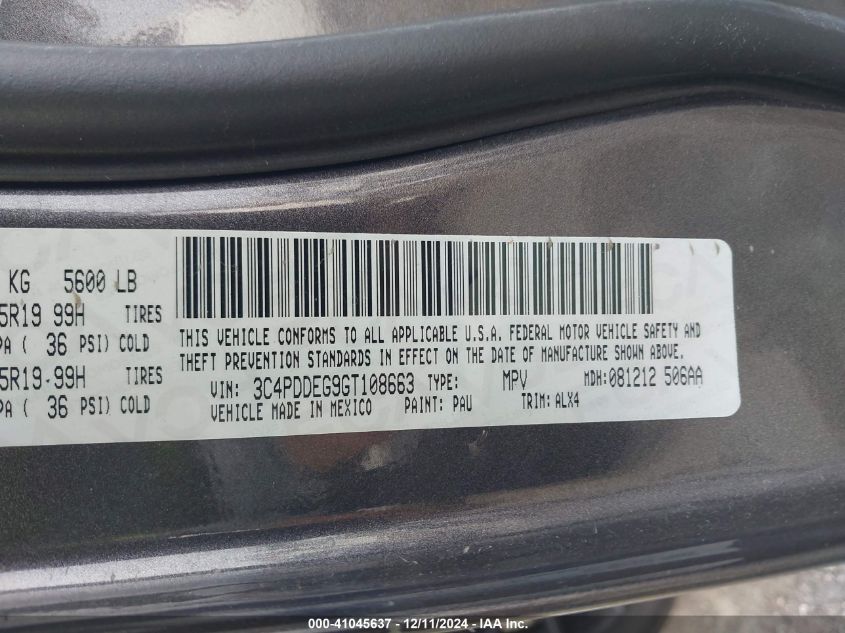 KG 5600 LB
5R19 99H TIRES
PA ( 36 PSI) COLD
5R19 99H TIRES
PA ( 36 PSI) COLD
THIS VEHICLE CONFORMS TO ALL APPLICABLE U.S.A. FEDERAL MOTOR VEHICLE SAFETY AND
THEFT PREVENTION STANDARDS IN EFFECT ON THE DATE OF MANUFACTURE SHOWN ABOVE.
VIN: 3C4PDDEG9GT108663 TYPE: MPV MDH: 081212 506AA
VEHICLE MADE IN MEXICO PAINT: PAU TRIM: ALX4
000-41045637 - 12/11/2024 - IAA Inc.